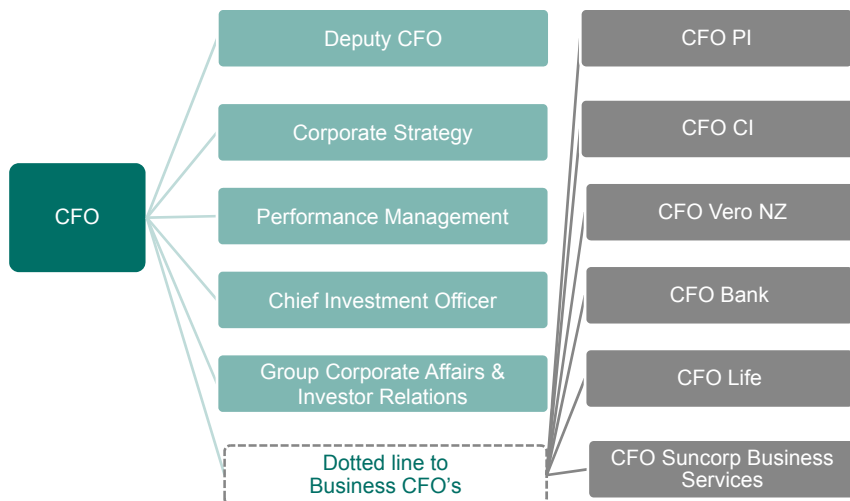 CFO
Deputy CFO
Corporate Strategy
Performance Management
Chief Investment Officer
Group Corporate Affairs &
Investor Relations
Dotted line to
Business CFO's
CFO PI
CFO CI
CFO Vero NZ
CFO Bank
CFO Life
CFO Suncorp Business
Services